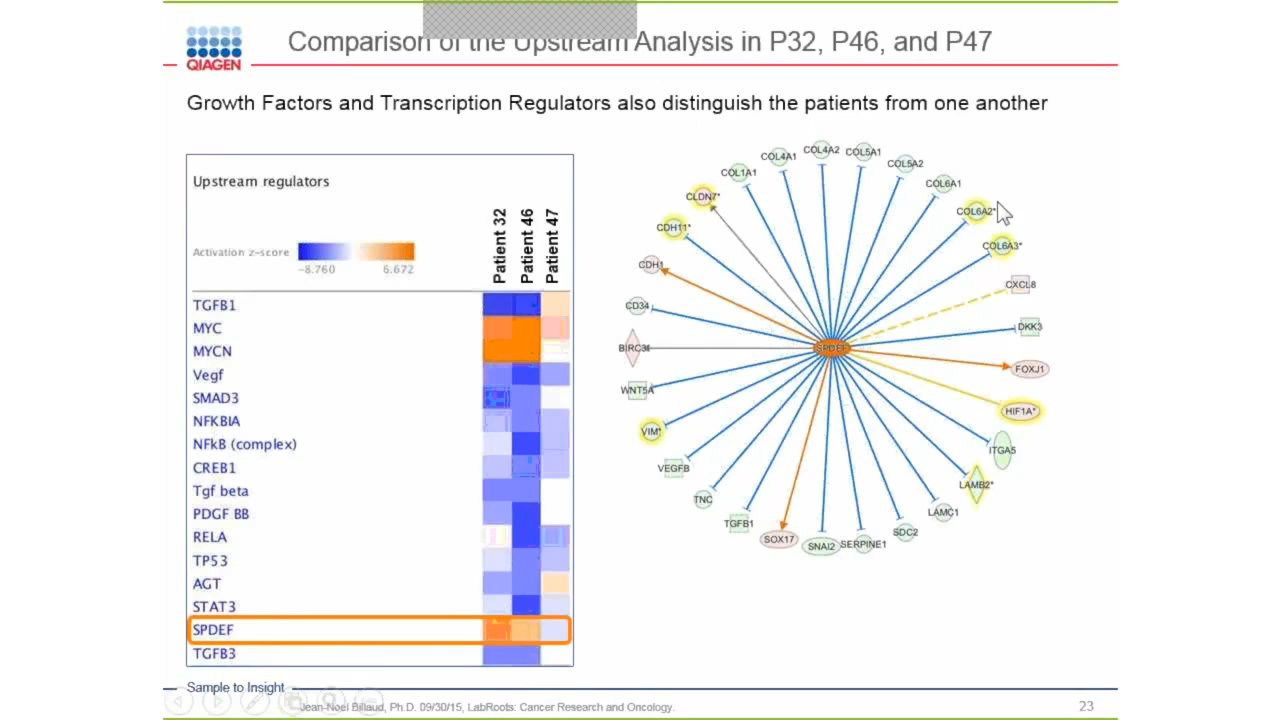 QIAGEN
Comparison of the Upstream Analysis in P32, P46, and P47
Growth Factors and Transcription Regulators also distinguish the patients from one another
Upstream regulators
Patient 32
Patient 46
Patient 47
Activation z-score
-8.760 6.672
TGFB1
MYC
MYCN
Vegf
SMAD3
NFKBIA
NFkB (complex)
CREB1
Tgf beta
PDGF BB
RELA
TP53
AGT
STAT3
SPDEF
TGFB3
COL4A2
COL4A1
COL5A1
COL1A1
COL5A2
CLDN7*
COL6A1
CDH11*
COL6A2*
CDH1
COL6A3*
CD34
CXCL8
BIRC3
DKK3
SPDEF
WNT5A
FOXJ1
VIM*
HIF1A*
VEGFB
ITGA5
TNC
LAMB2*
TGFB1
LAMC1
SOX17
SNAI2
SERPINE1
SDC2
Sample to Insight
Jean-Noel Billaud, Ph.D. 09/30/15, LabRoots: Cancer Research and Oncology.
23